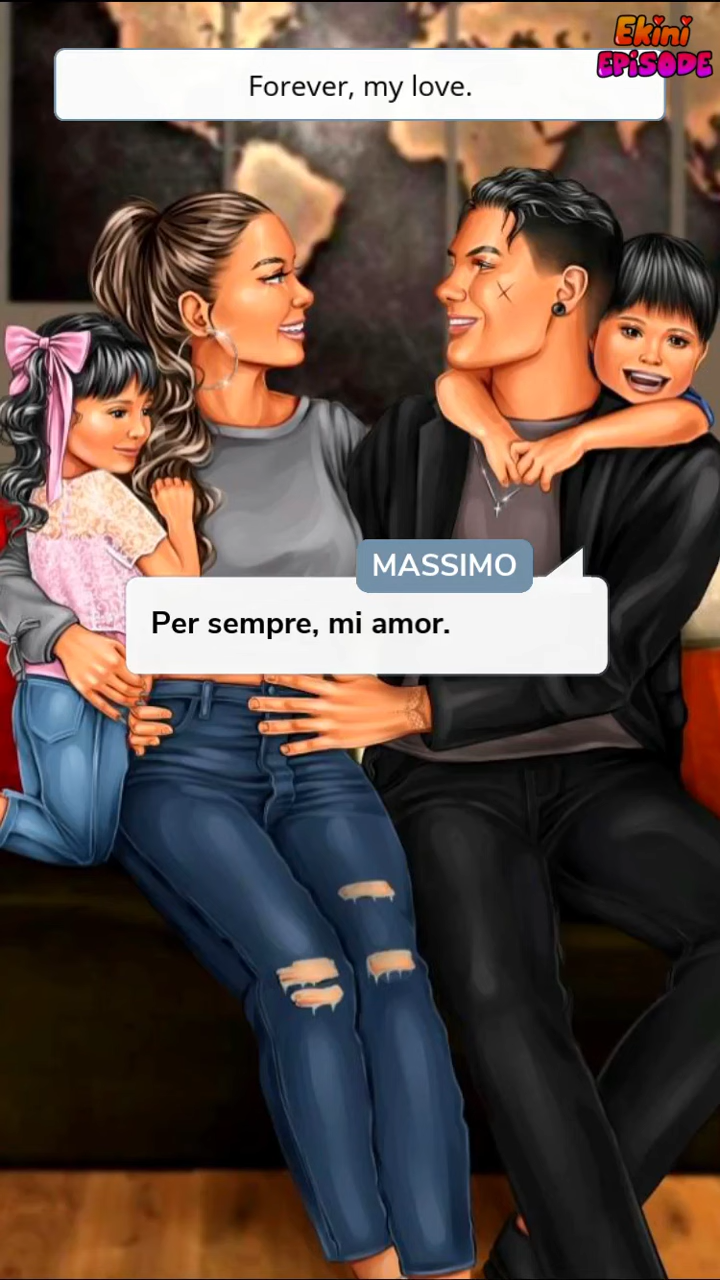 Ekini
EPiSODE
Forever, my love.
MASSIMO
Per sempre, mi amor.